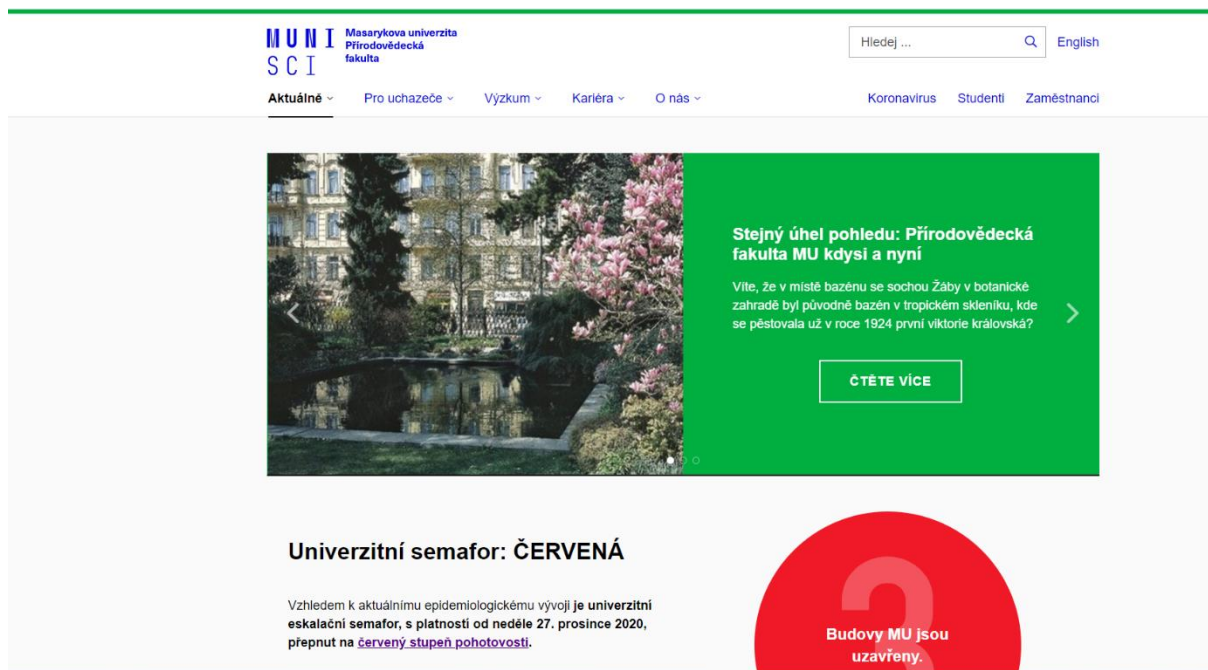 MUNI Masarykova univerzita
SCI Přírodovědecká
fakulta
Hledej ...
English
Aktuálně
Pro uchazeče
Výzkum
Kariéra
O nás
Koronavirus
Studenti
Zaměstnanci
Stejný úhel pohledu: Přírodovědecká
fakulta MU kdysi a nyní
Víte, že v místě bazénu se sochou Žáby v botanické
zahradě byl původně bazén v tropickém skleníku, kde
se pěstovala už v roce 1924 první viktorie královská?
ČTĚTE VÍCE
Univerzitní semafor: ČERVENÁ
Vzhledem k aktuálnímu epidemiologickému vývoji je univerzitní
eskalační semafor, s platností od neděle 27. prosince 2020,
přepnut na červený stupeň pohotovosti.
3
Budovy MU jsou
uzavřeny.